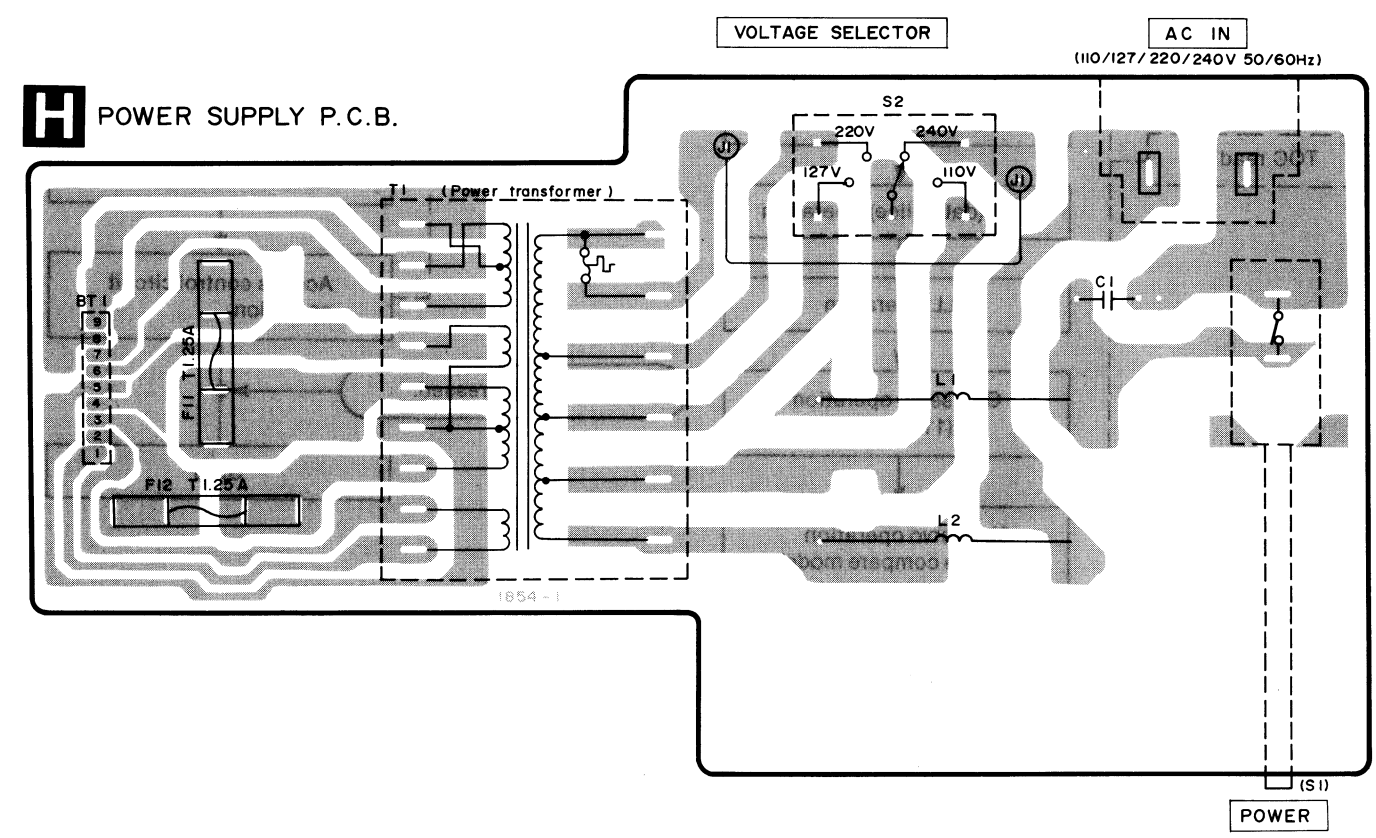 VOLTAGE SELECTOR
AC IN
(110/127/220/240V 50/60Hz)
H POWER SUPPLY P.C.B.
S2
220V 240V
J1
127V 110V
J1
T1 (Power transformer)
BT1
9
8
7
6
5
4
3
2
1
F11 T1.25A
C1
L1
F12 T1.25A
L2
1854-1
(S1)
POWER